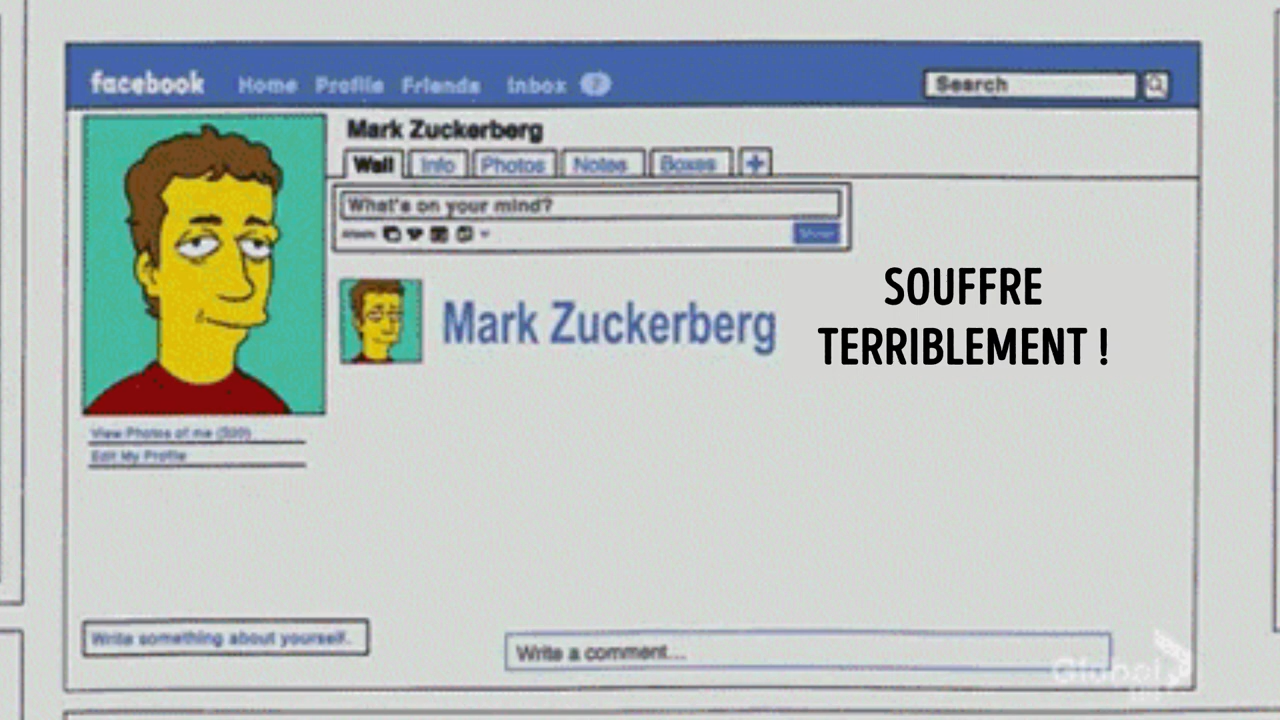 facebook Home Profile Friends Inbox Search
Mark Zuckerberg
Wall Info Photos Notes Boxes +
What's on your mind?
Mark Zuckerberg
SOUFFRE
TERRIBLEMENT !
View Photos of me
Edit My Profile
Write something about yourself.
Write a comment...
Global